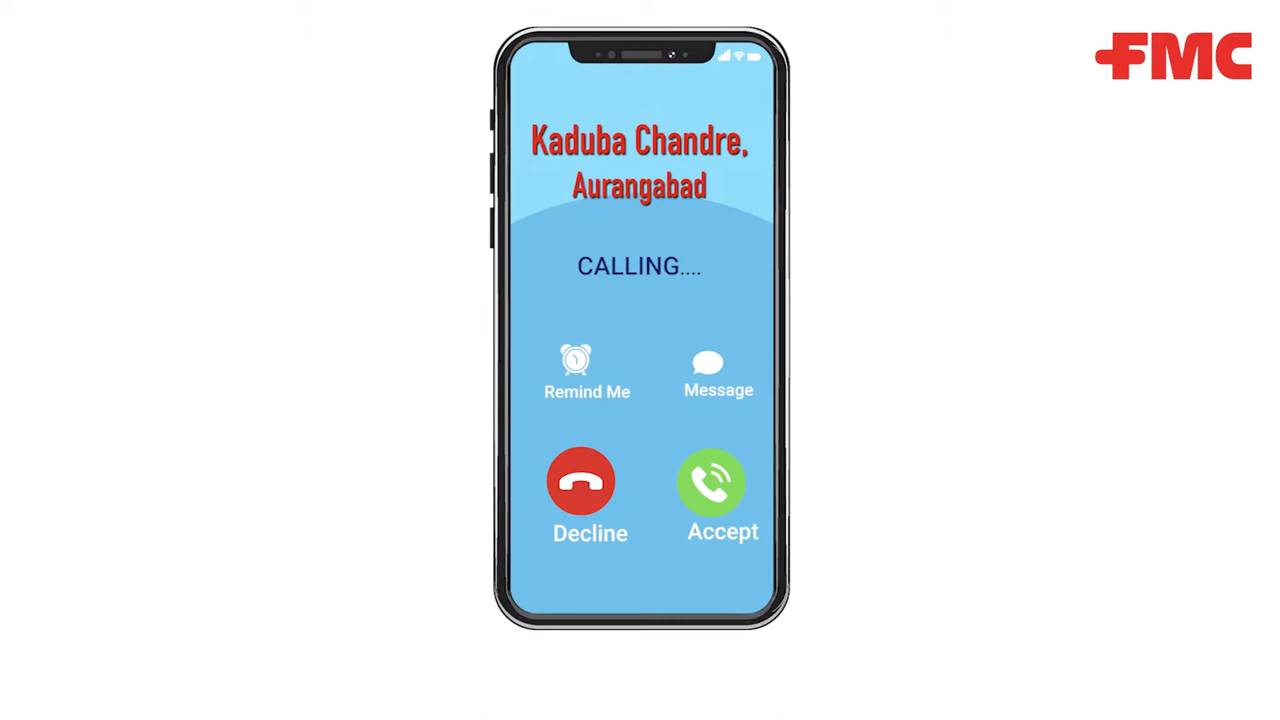 FMC
Kaduba Chandre,
Aurangabad
CALLING....
Remind Me
Message
Decline
Accept